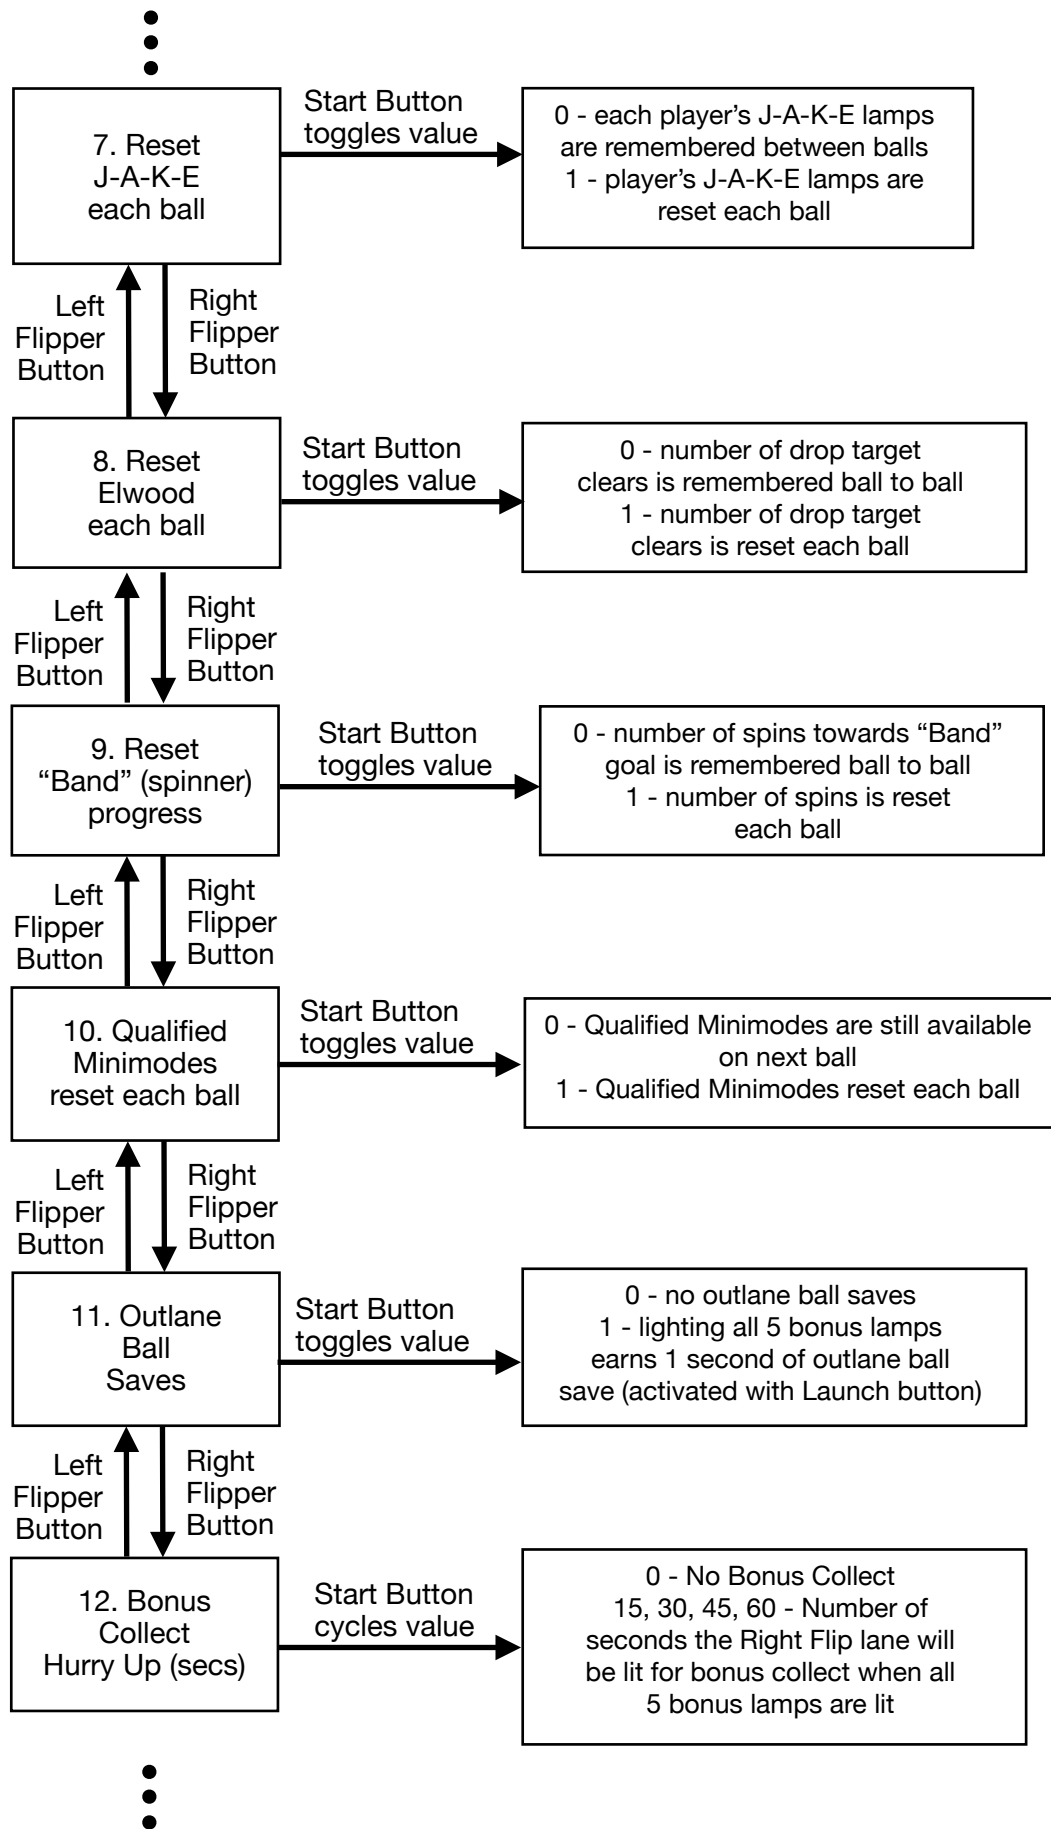 7. Reset
J-A-K-E
each ball
Start Button
toggles value
0 - each player’s J-A-K-E lamps
are remembered between balls
1 - player’s J-A-K-E lamps are
reset each ball
Left
Flipper
Button
Right
Flipper
Button
8. Reset
Elwood
each ball
Start Button
toggles value
0 - number of drop target
clears is remembered ball to ball
1 - number of drop target
clears is reset each ball
Left
Flipper
Button
Right
Flipper
Button
9. Reset
“Band” (spinner)
progress
Start Button
toggles value
0 - number of spins towards “Band”
goal is remembered ball to ball
1 - number of spins is reset
each ball
Left
Flipper
Button
Right
Flipper
Button
10. Qualified
Minimodes
reset each ball
Start Button
toggles value
0 - Qualified Minimodes are still available
on next ball
1 - Qualified Minimodes reset each ball
Left
Flipper
Button
Right
Flipper
Button
11. Outlane
Ball
Saves
Start Button
toggles value
0 - no outlane ball saves
1 - lighting all 5 bonus lamps
earns 1 second of outlane ball
save (activated with Launch button)
Left
Flipper
Button
Right
Flipper
Button
12. Bonus
Collect
Hurry Up (secs)
Start Button
cycles value
0 - No Bonus Collect
15, 30, 45, 60 - Number of
seconds the Right Flip lane will
be lit for bonus collect when all
5 bonus lamps are lit